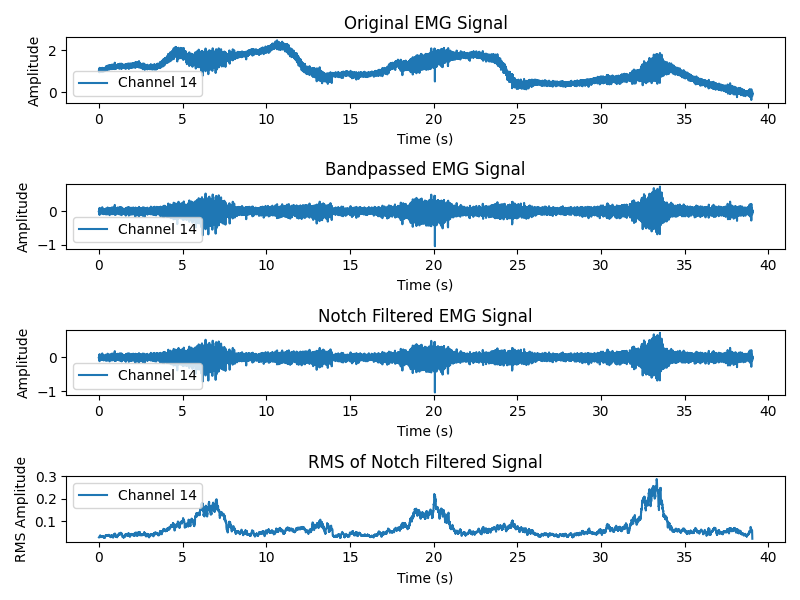 Original EMG Signal
Amplitude
2
0
Channel 14
0 5 10 15 20 25 30 35 40
Time (s)
Bandpassed EMG Signal
Amplitude
0
−1
Channel 14
0 5 10 15 20 25 30 35 40
Time (s)
Notch Filtered EMG Signal
Amplitude
0
−1
Channel 14
0 5 10 15 20 25 30 35 40
Time (s)
RMS of Notch Filtered Signal
RMS Amplitude
0.3
0.2
0.1
Channel 14
0 5 10 15 20 25 30 35 40
Time (s)